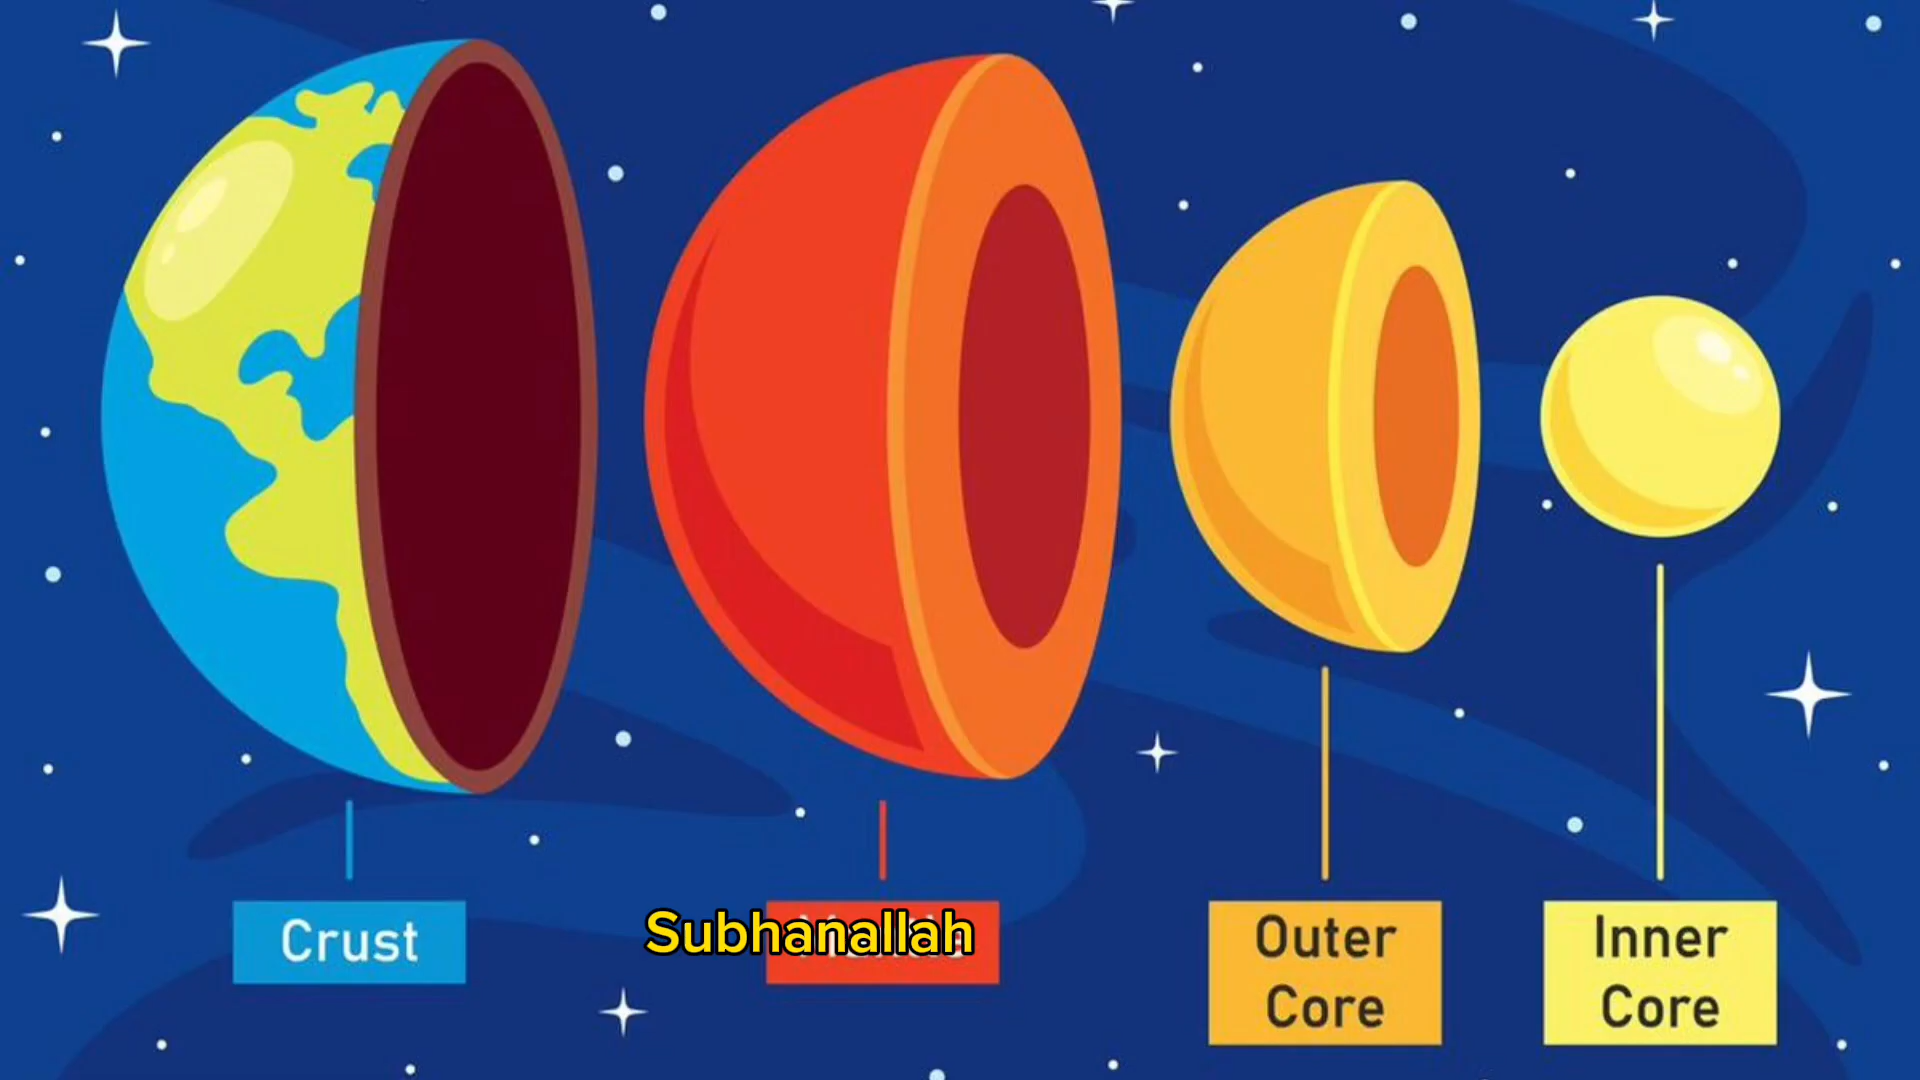 Crust
Subhanallah
Outer
Core
Inner
Core